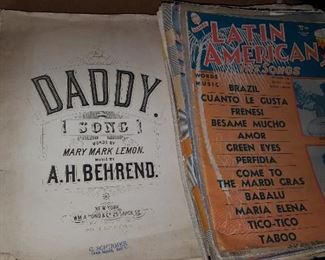 DADDY.
SONG
WORDS BY
MARY MARK LEMON.
MUSIC BY
A.H. BEHREND.
NEW YORK
LATIN AMERICAN
SONGS
WORDS
MUSIC
BRAZIL
CUANTO LE GUSTA
FRENESI
BESAME MUCHO
AMOR
GREEN EYES
PERFIDIA
COME TO
THE MARDI GRAS
BABALU
MARIA ELENA
TICO-TICO
TABOO